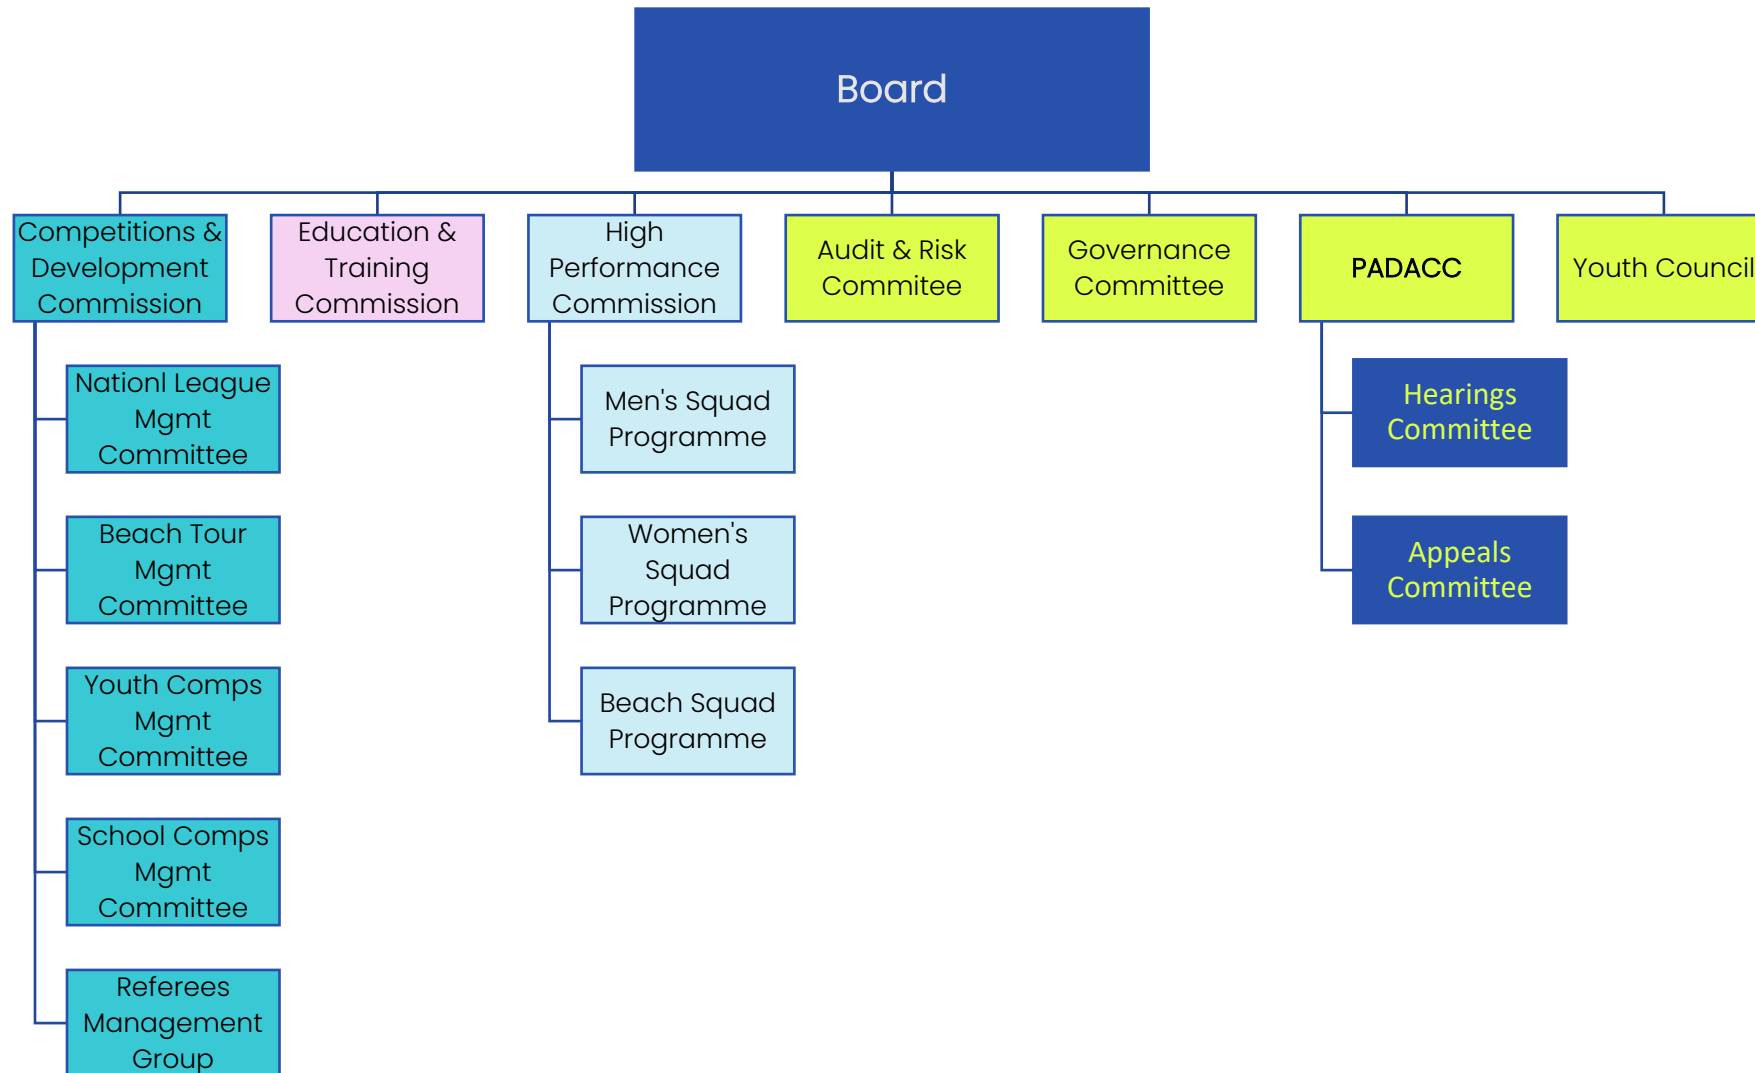 Board
Competitions &
Development
Commission
Education &
Training
Commission
High
Performance
Commission
Audit & Risk
Commitee
Governance
Committee
PADACC
Youth Council
Nationl League
Mgmt
Committee
Beach Tour
Mgmt
Committee
Youth Comps
Mgmt
Committee
School Comps
Mgmt
Committee
Referees
Management
Group
Men's Squad
Programme
Women's
Squad
Programme
Beach Squad
Programme
Hearings
Committee
Appeals
Committee